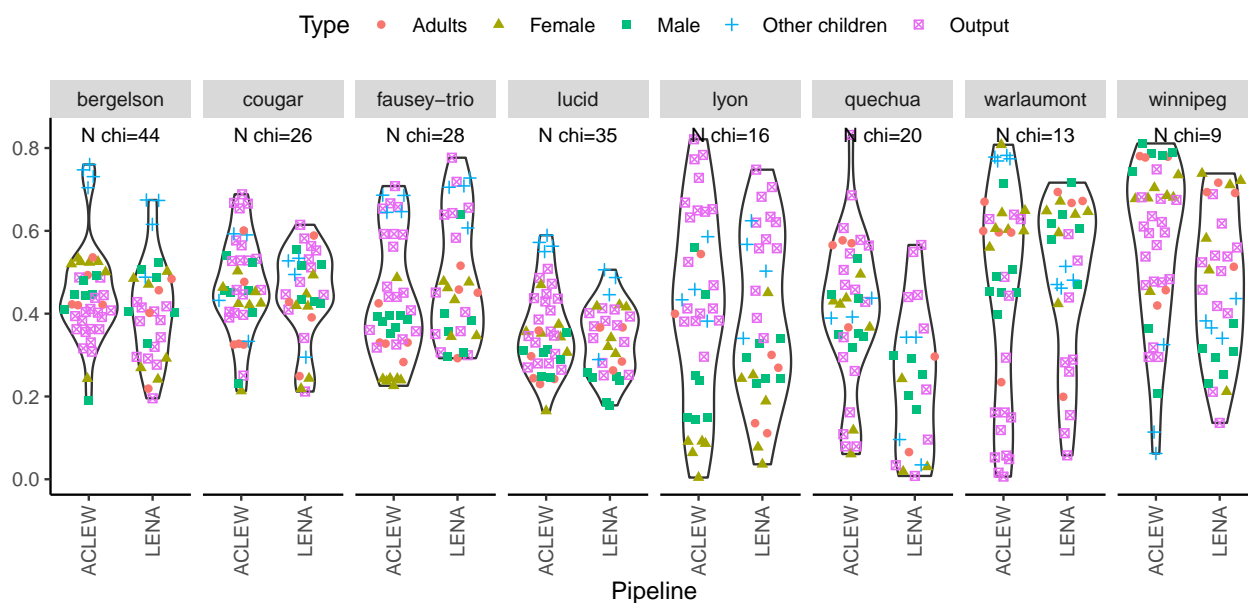 Type Adults Female Male Other children Output
bergelson cougar fausey−trio lucid lyon quechua warlaumont winnipeg
N chi=44 N chi=26 N chi=28 N chi=35 N chi=16 N chi=20 N chi=13 N chi=9
0.8
0.6
0.4
0.2
0.0
ACLEW LENA ACLEW LENA ACLEW LENA ACLEW LENA ACLEW LENA ACLEW LENA ACLEW LENA ACLEW LENA
Pipeline